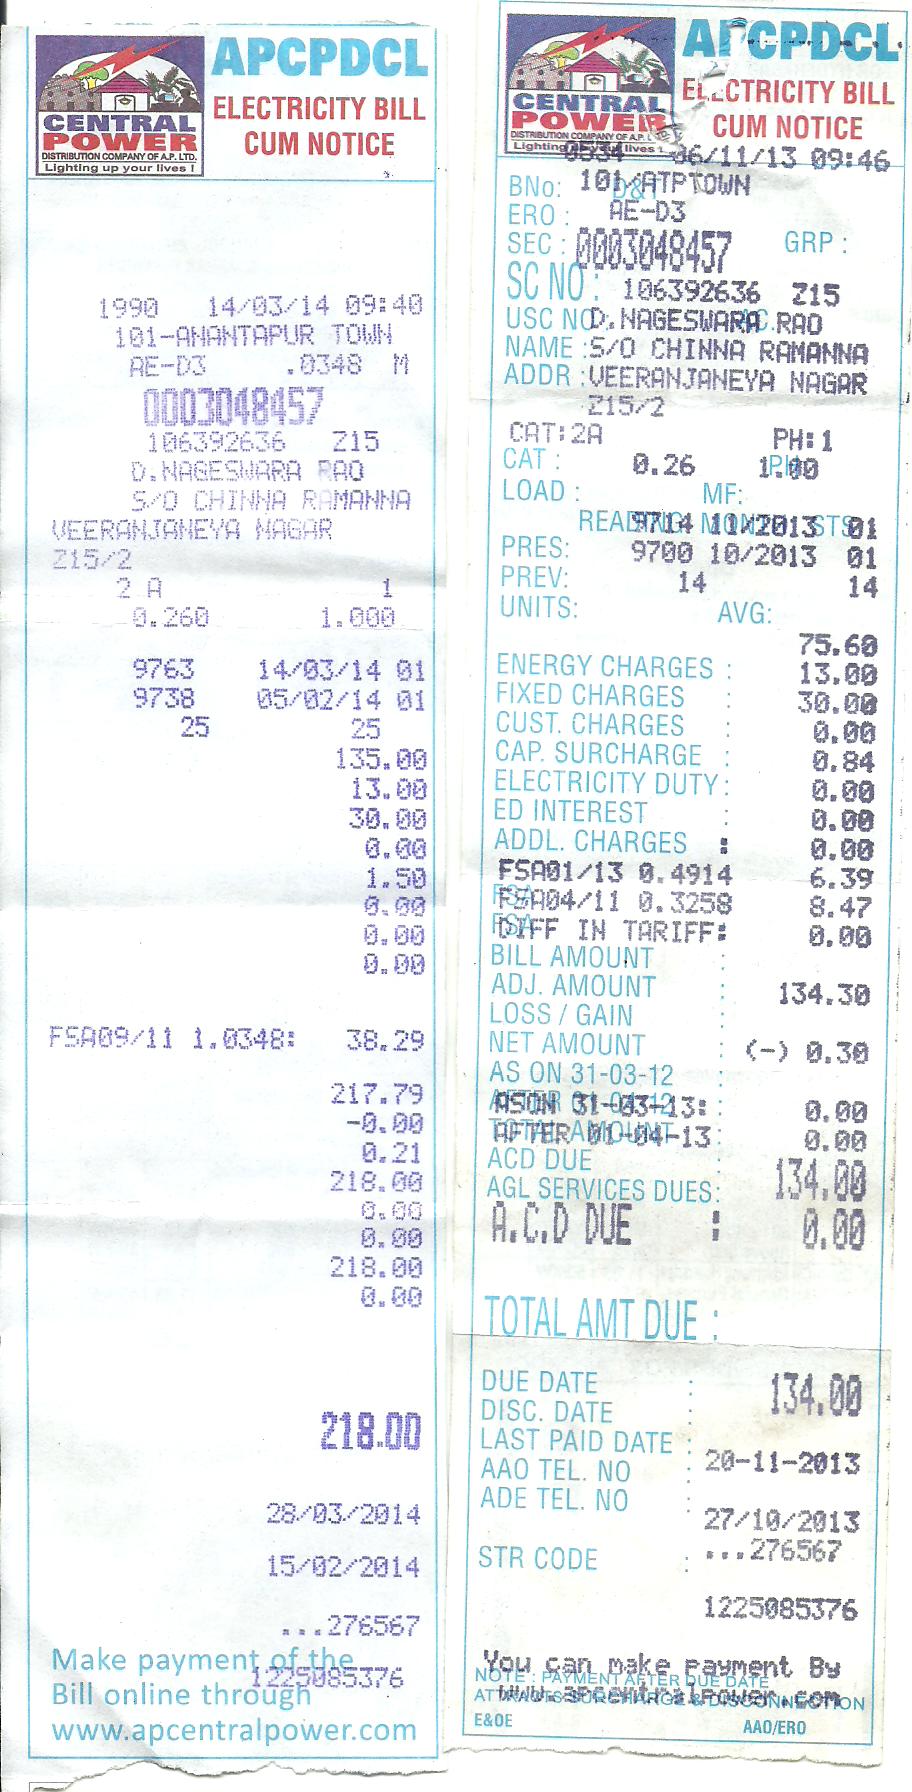 CENTRAL
POWER
DISTRIBUTION COMPANY OF A.P. LTD.
Lighting up your lives !
APCPDCL
ELECTRICITY BILL
CUM NOTICE
1990 14/03/14 09:40
101-ANANTAPUR TOWN
AE-D3 .0348 M
0003048457
106392636 Z15
D.NAGESWARA RAO
S/O CHINNA RAMANNA
VEERANJANEYA NAGAR
Z15/2
2 A 1
0.260 1.000
9763 14/03/14 01
9738 05/02/14 01
25 25
135.00
13.00
30.00
0.00
1.50
0.00
0.00
0.00
FSA09/11 1.0348: 38.29
217.79
-0.00
0.21
218.00
0.00
0.00
218.00
0.00
218.00
28/03/2014
15/02/2014
...276567
1225085376
Make payment of the
Bill online through
www.apcentralpower.com
CENTRAL
POWER
DISTRIBUTION COMPANY OF A.P. LTD.
Lighting up your lives !
APCPDCL
ELECTRICITY BILL
CUM NOTICE
0834 06/11/13 09:46
BNo: 101/ATPTOWN
ERO : AE-D3
SEC : 0003048457 GRP :
SC NO : 106392636 Z15
USC NO D.NAGESWARA RAO
NAME : S/O CHINNA RAMANNA
ADDR : VEERANJANEYA NAGAR
Z15/2
CAT:2A PH:1
CAT : 0.26 1.00
LOAD : MF:
READING MONTH STS
9714 11/2013 01
PRES: 9700 10/2013 01
PREV: 14 14
UNITS: AVG:
75.60
ENERGY CHARGES : 13.00
FIXED CHARGES : 30.00
CUST. CHARGES : 0.00
CAP. SURCHARGE : 0.84
ELECTRICITY DUTY : 0.00
ED INTEREST : 0.00
ADDL. CHARGES : 0.00
FSA01/13 0.4914 6.39
FSA
FSA04/11 0.3258 8.47
FSA
DIFF IN TARIFF: 0.00
BILL AMOUNT :
ADJ. AMOUNT : 134.30
LOSS / GAIN :
NET AMOUNT : (-) 0.30
AS ON 31-03-12 :
ASON 31-03-13: 0.00
TOTAL AMOUNT :
AFTER 01-04-13 0.00
ACD DUE : 134.00
AGL SERVICES DUES:
A.C.D DUE : 0.00
TOTAL AMT DUE :
DUE DATE : 134.00
DISC. DATE :
LAST PAID DATE :
AAO TEL. NO : 20-11-2013
ADE TEL. NO :
27/10/2013
...276567
STR CODE :
1225085376
You can make payment By
NOTE : PAYMENT AFTER DUE DATE
www.apcentralpower.com
ATTRACTS SURCHARGE & DISCONNECTION
E&OE AAO/ERO